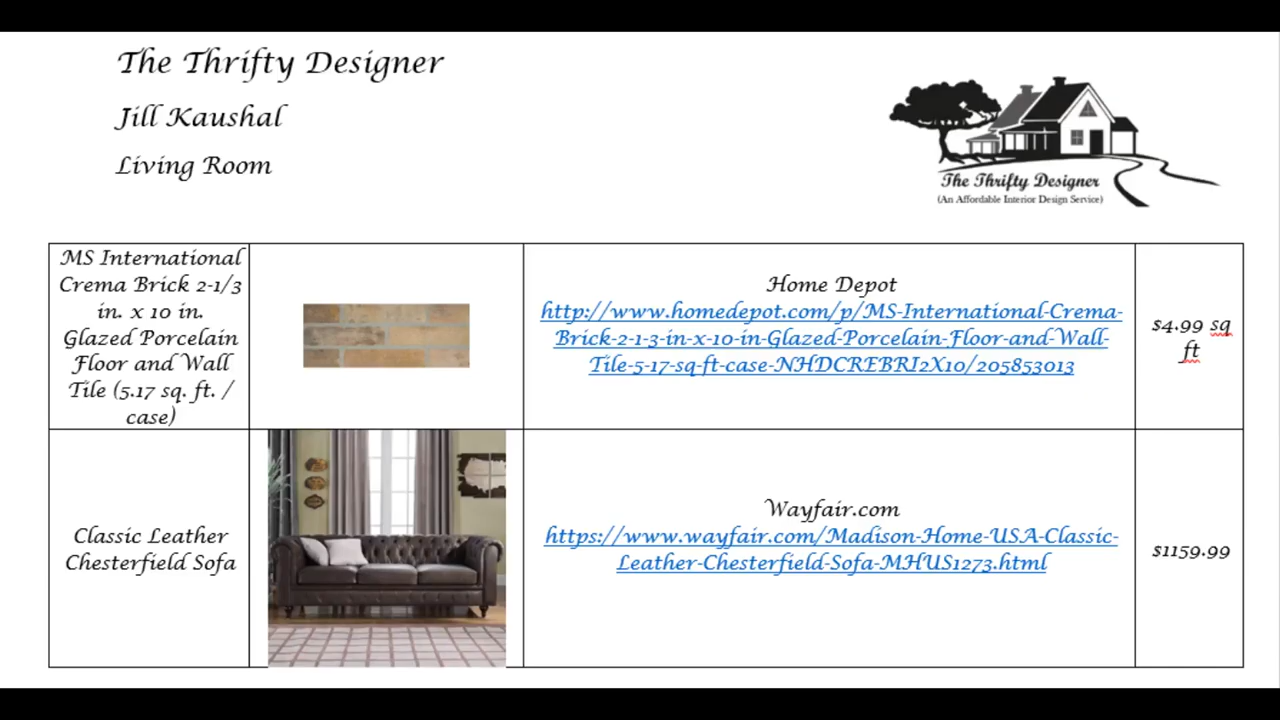 The Thrifty Designer
Jill Kaushal
Living Room
The Thrifty Designer
(An Affordable Interior Design Service)
MS International
Crema Brick 2-1/3
in. x 10 in.
Glazed Porcelain
Floor and Wall
Tile (5.17 sq. ft. /
case)
Home Depot
http://www.homedepot.com/p/MS-International-Crema-
Brick-2-1-3-in-x-10-in-Glazed-Porcelain-Floor-and-Wall-
Tile-5-17-sq-ft-case-NHDCREBRI2X10/205853013
$4.99 sq
ft
Classic Leather
Chesterfield Sofa
Wayfair.com
https://www.wayfair.com/Madison-Home-USA-Classic-
Leather-Chesterfield-Sofa-MHUS1273.html
$1159.99